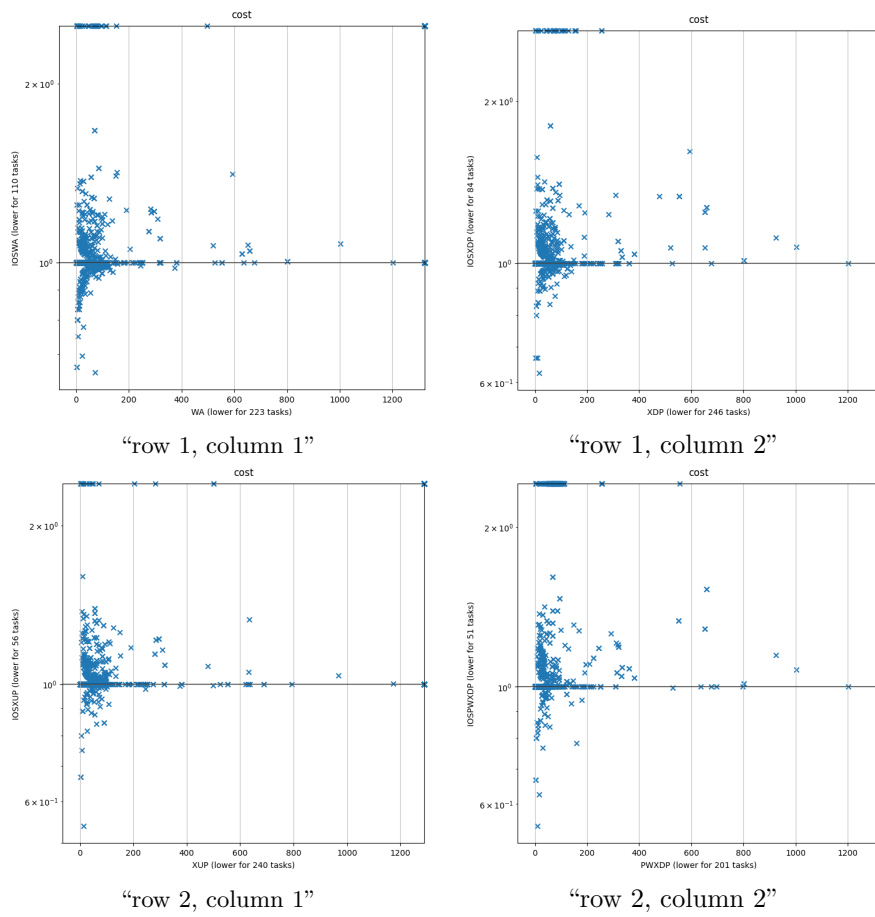 cost
2 × 10⁰
10⁰
IOSWA (lower for 110 tasks)
0 200 400 600 800 1000 1200
WA (lower for 223 tasks)
“row 1, column 1”
cost
2 × 10⁰
10⁰
6 × 10⁻¹
IOSXDP (lower for 84 tasks)
0 200 400 600 800 1000 1200
XDP (lower for 246 tasks)
“row 1, column 2”
cost
2 × 10⁰
10⁰
6 × 10⁻¹
IOSXUP (lower for 56 tasks)
0 200 400 600 800 1000 1200
XUP (lower for 240 tasks)
“row 2, column 1”
cost
2 × 10⁰
10⁰
6 × 10⁻¹
IOSPWXDP (lower for 51 tasks)
0 200 400 600 800 1000 1200
PWXDP (lower for 201 tasks)
“row 2, column 2”